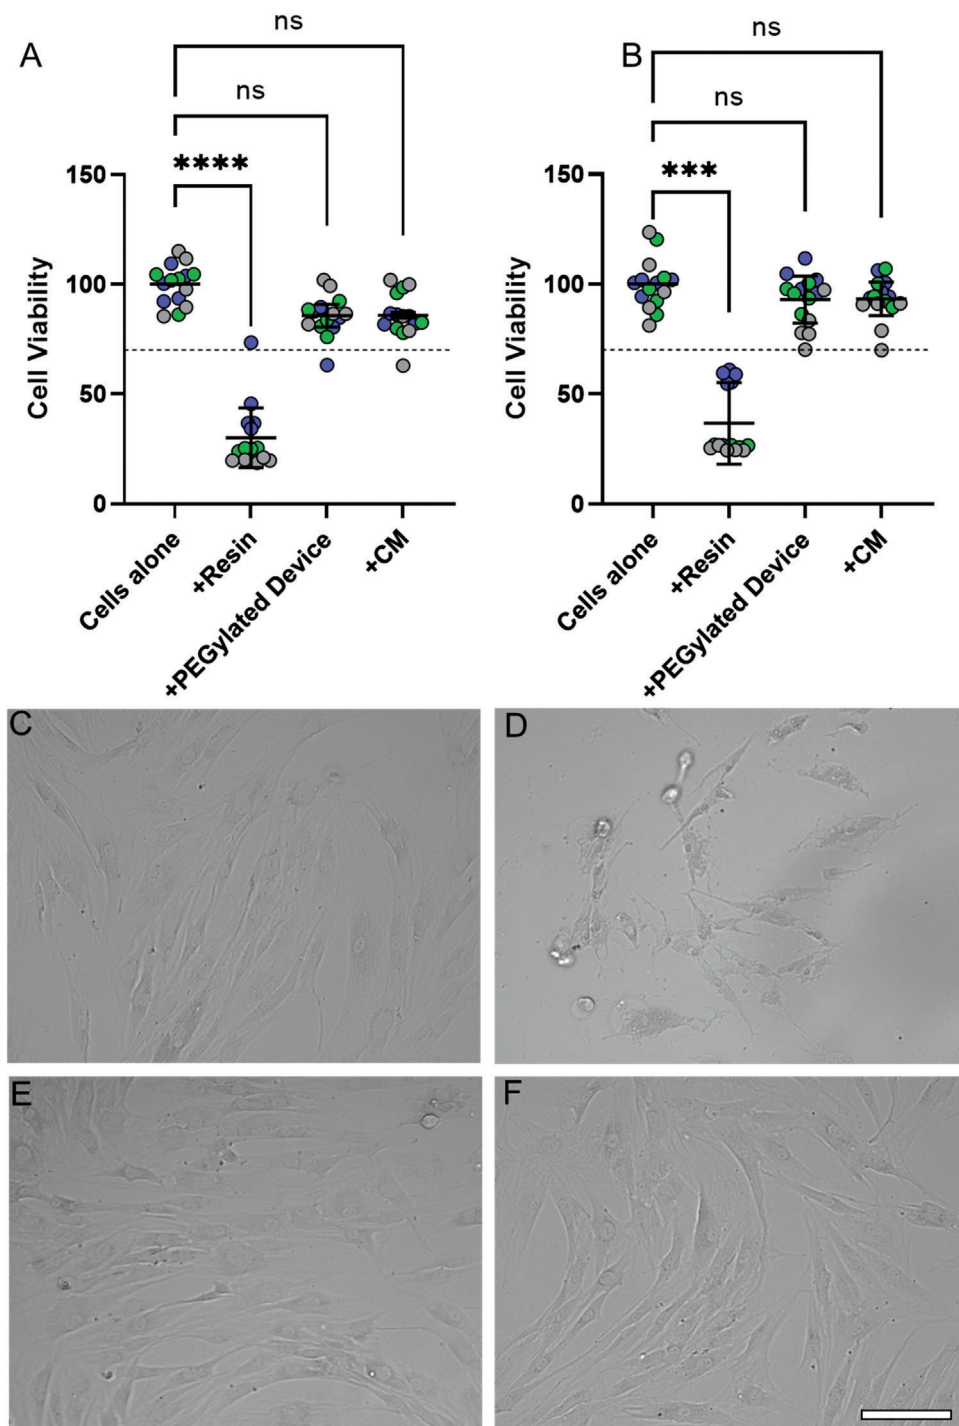 A
ns
ns
****
150
100
50
0
Cell Viability
Cells alone
+Resin
+PEGylated Device
+CM
B
ns
ns
***
150
100
50
0
Cell Viability
Cells alone
+Resin
+PEGylated Device
+CM
C
D
E
F